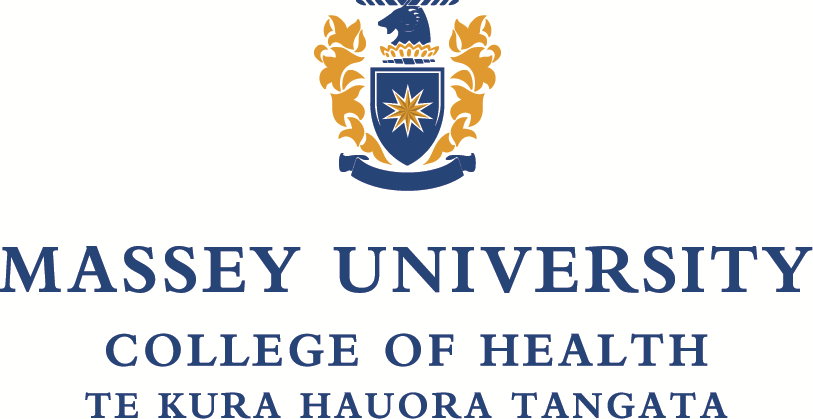 MASSEY UNIVERSITY
COLLEGE OF HEALTH
TE KURA HAUORA TANGATA